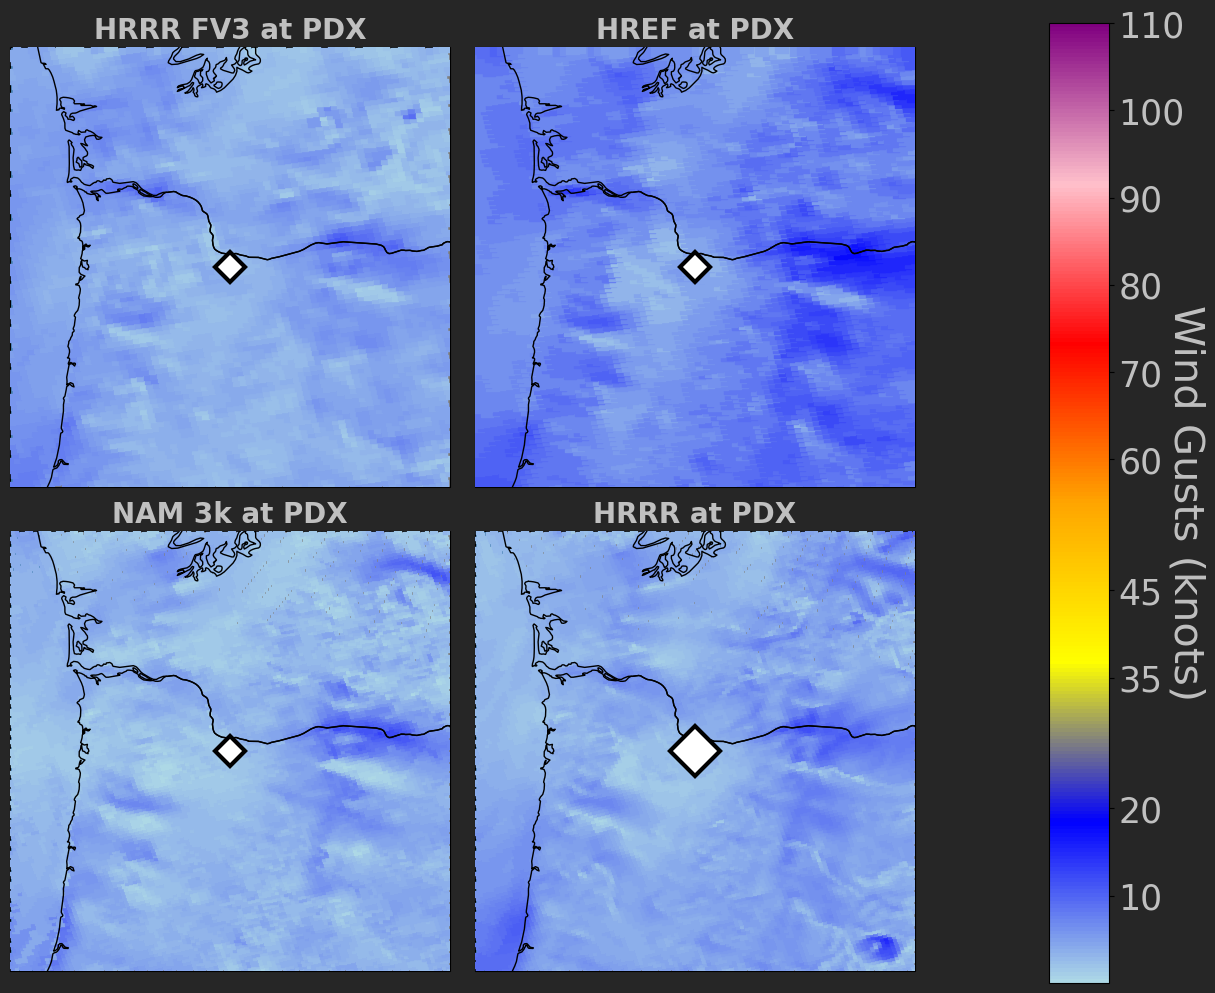 HRRR FV3 at PDX
HREF at PDX
NAM 3k at PDX
HRRR at PDX
110
100
90
80
70
60
45
35
20
10
Wind Gusts (knots)